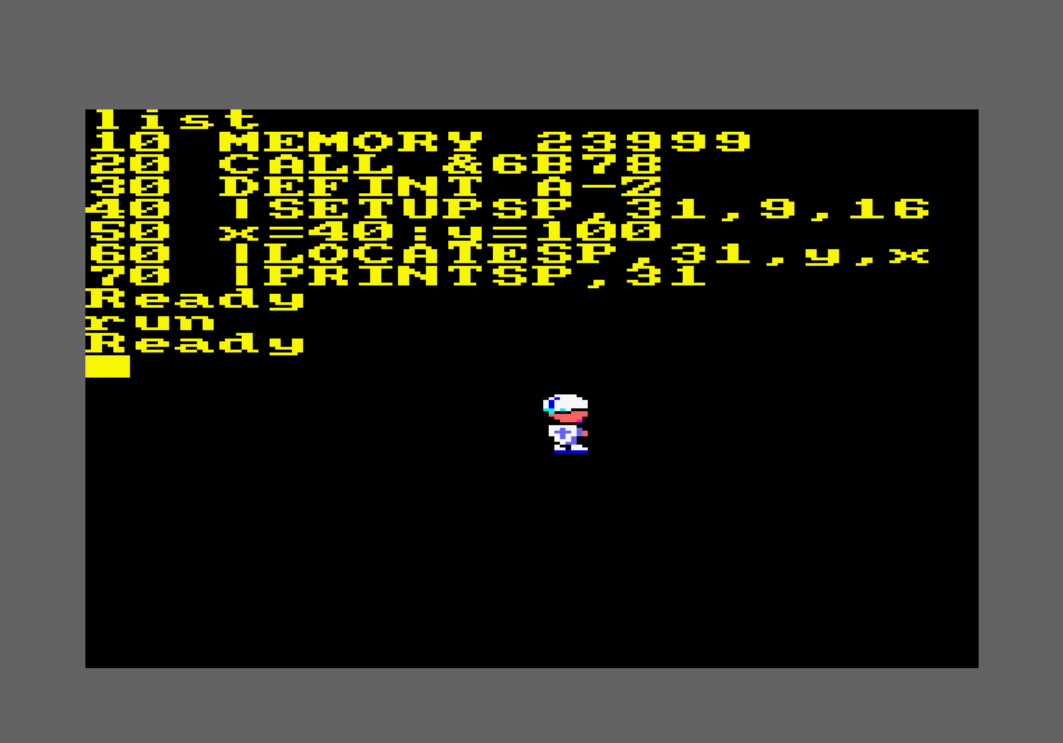 list
10 MEMORY 23999
20 CALL &6B78
30 DEFINT A-Z
40 |SETUPSP,31,9,16
50 x=40:y=100
60 |LOCATESP,31,y,x
70 |PRINTSP,31
Ready
run
Ready